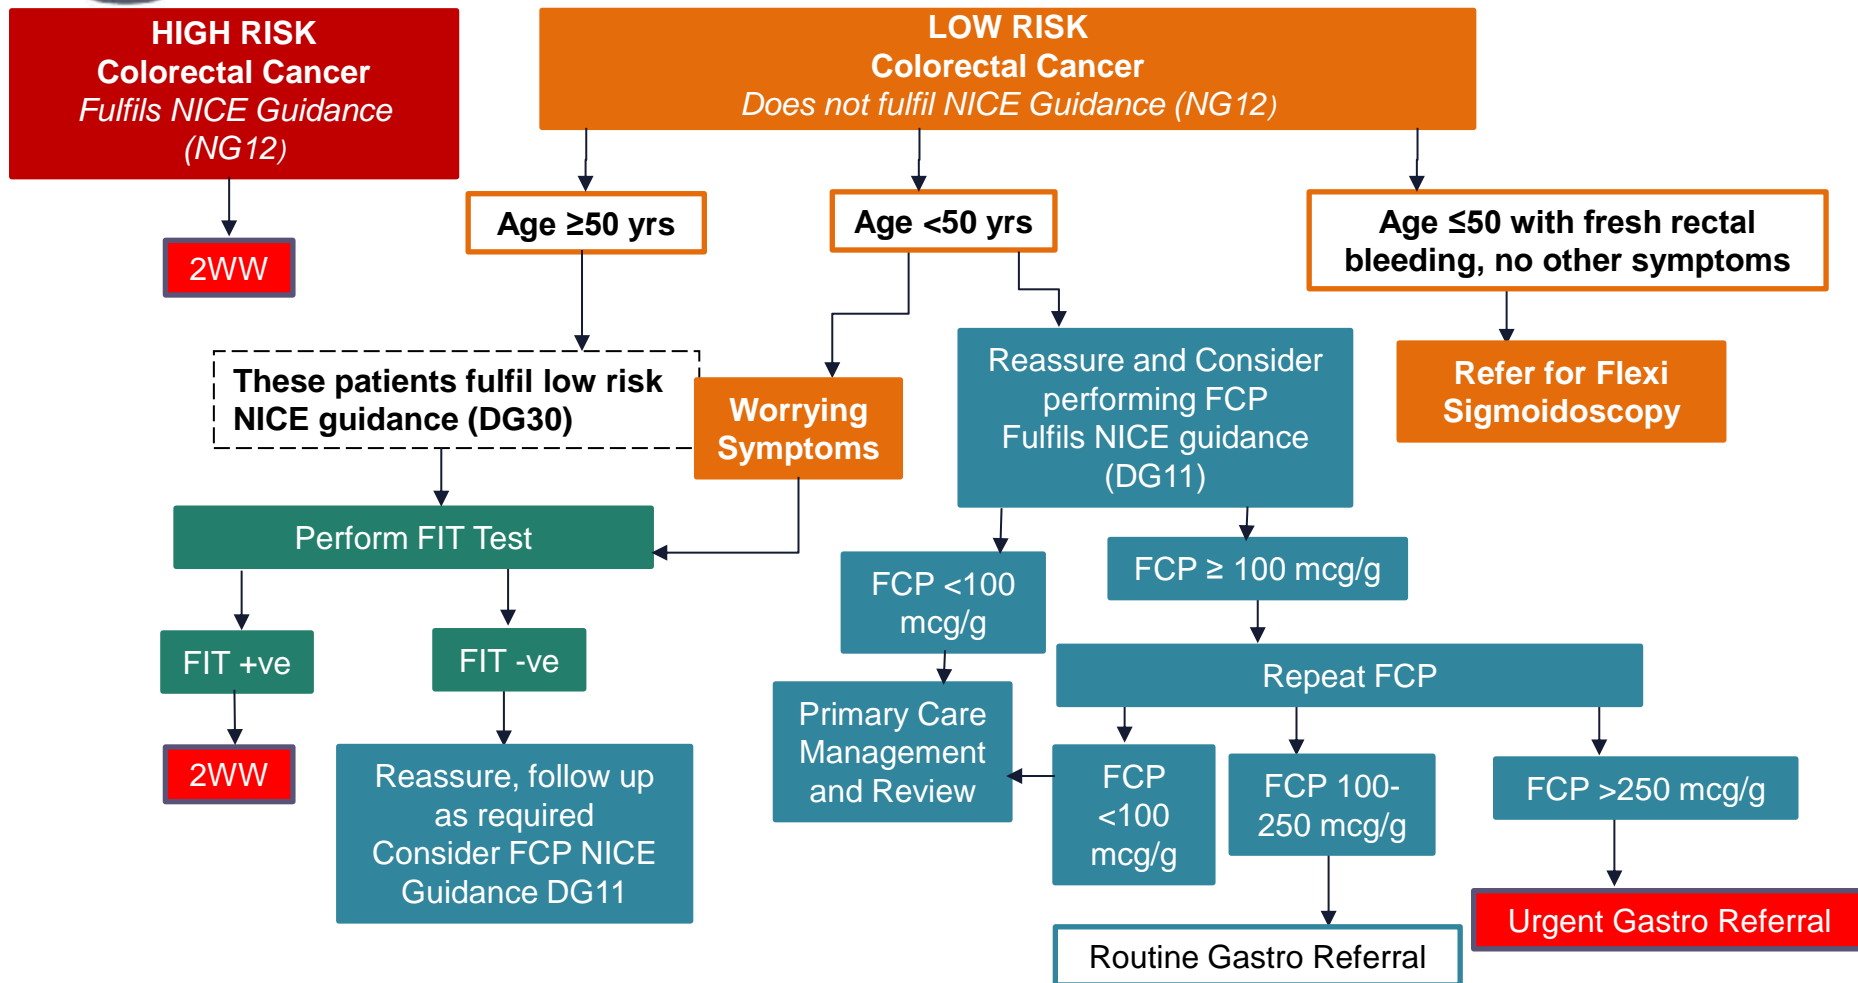 HIGH RISK
Colorectal Cancer
Fulfils NICE Guidance
(NG12)
LOW RISK
Colorectal Cancer
Does not fulfil NICE Guidance (NG12)
2WW
Age ≥50 yrs
Age <50 yrs
Age ≤50 with fresh rectal
bleeding, no other symptoms
These patients fulfil low risk
NICE guidance (DG30)
Worrying
Symptoms
Reassure and Consider
performing FCP
Fulfils NICE guidance
(DG11)
Refer for Flexi
Sigmoidoscopy
Perform FIT Test
FCP <100
mcg/g
FCP ≥ 100 mcg/g
FIT +ve
FIT -ve
Repeat FCP
2WW
Reassure, follow up
as required
Consider FCP NICE
Guidance DG11
Primary Care
Management
and Review
FCP
<100
mcg/g
FCP 100-
250 mcg/g
FCP >250 mcg/g
Routine Gastro Referral
Urgent Gastro Referral